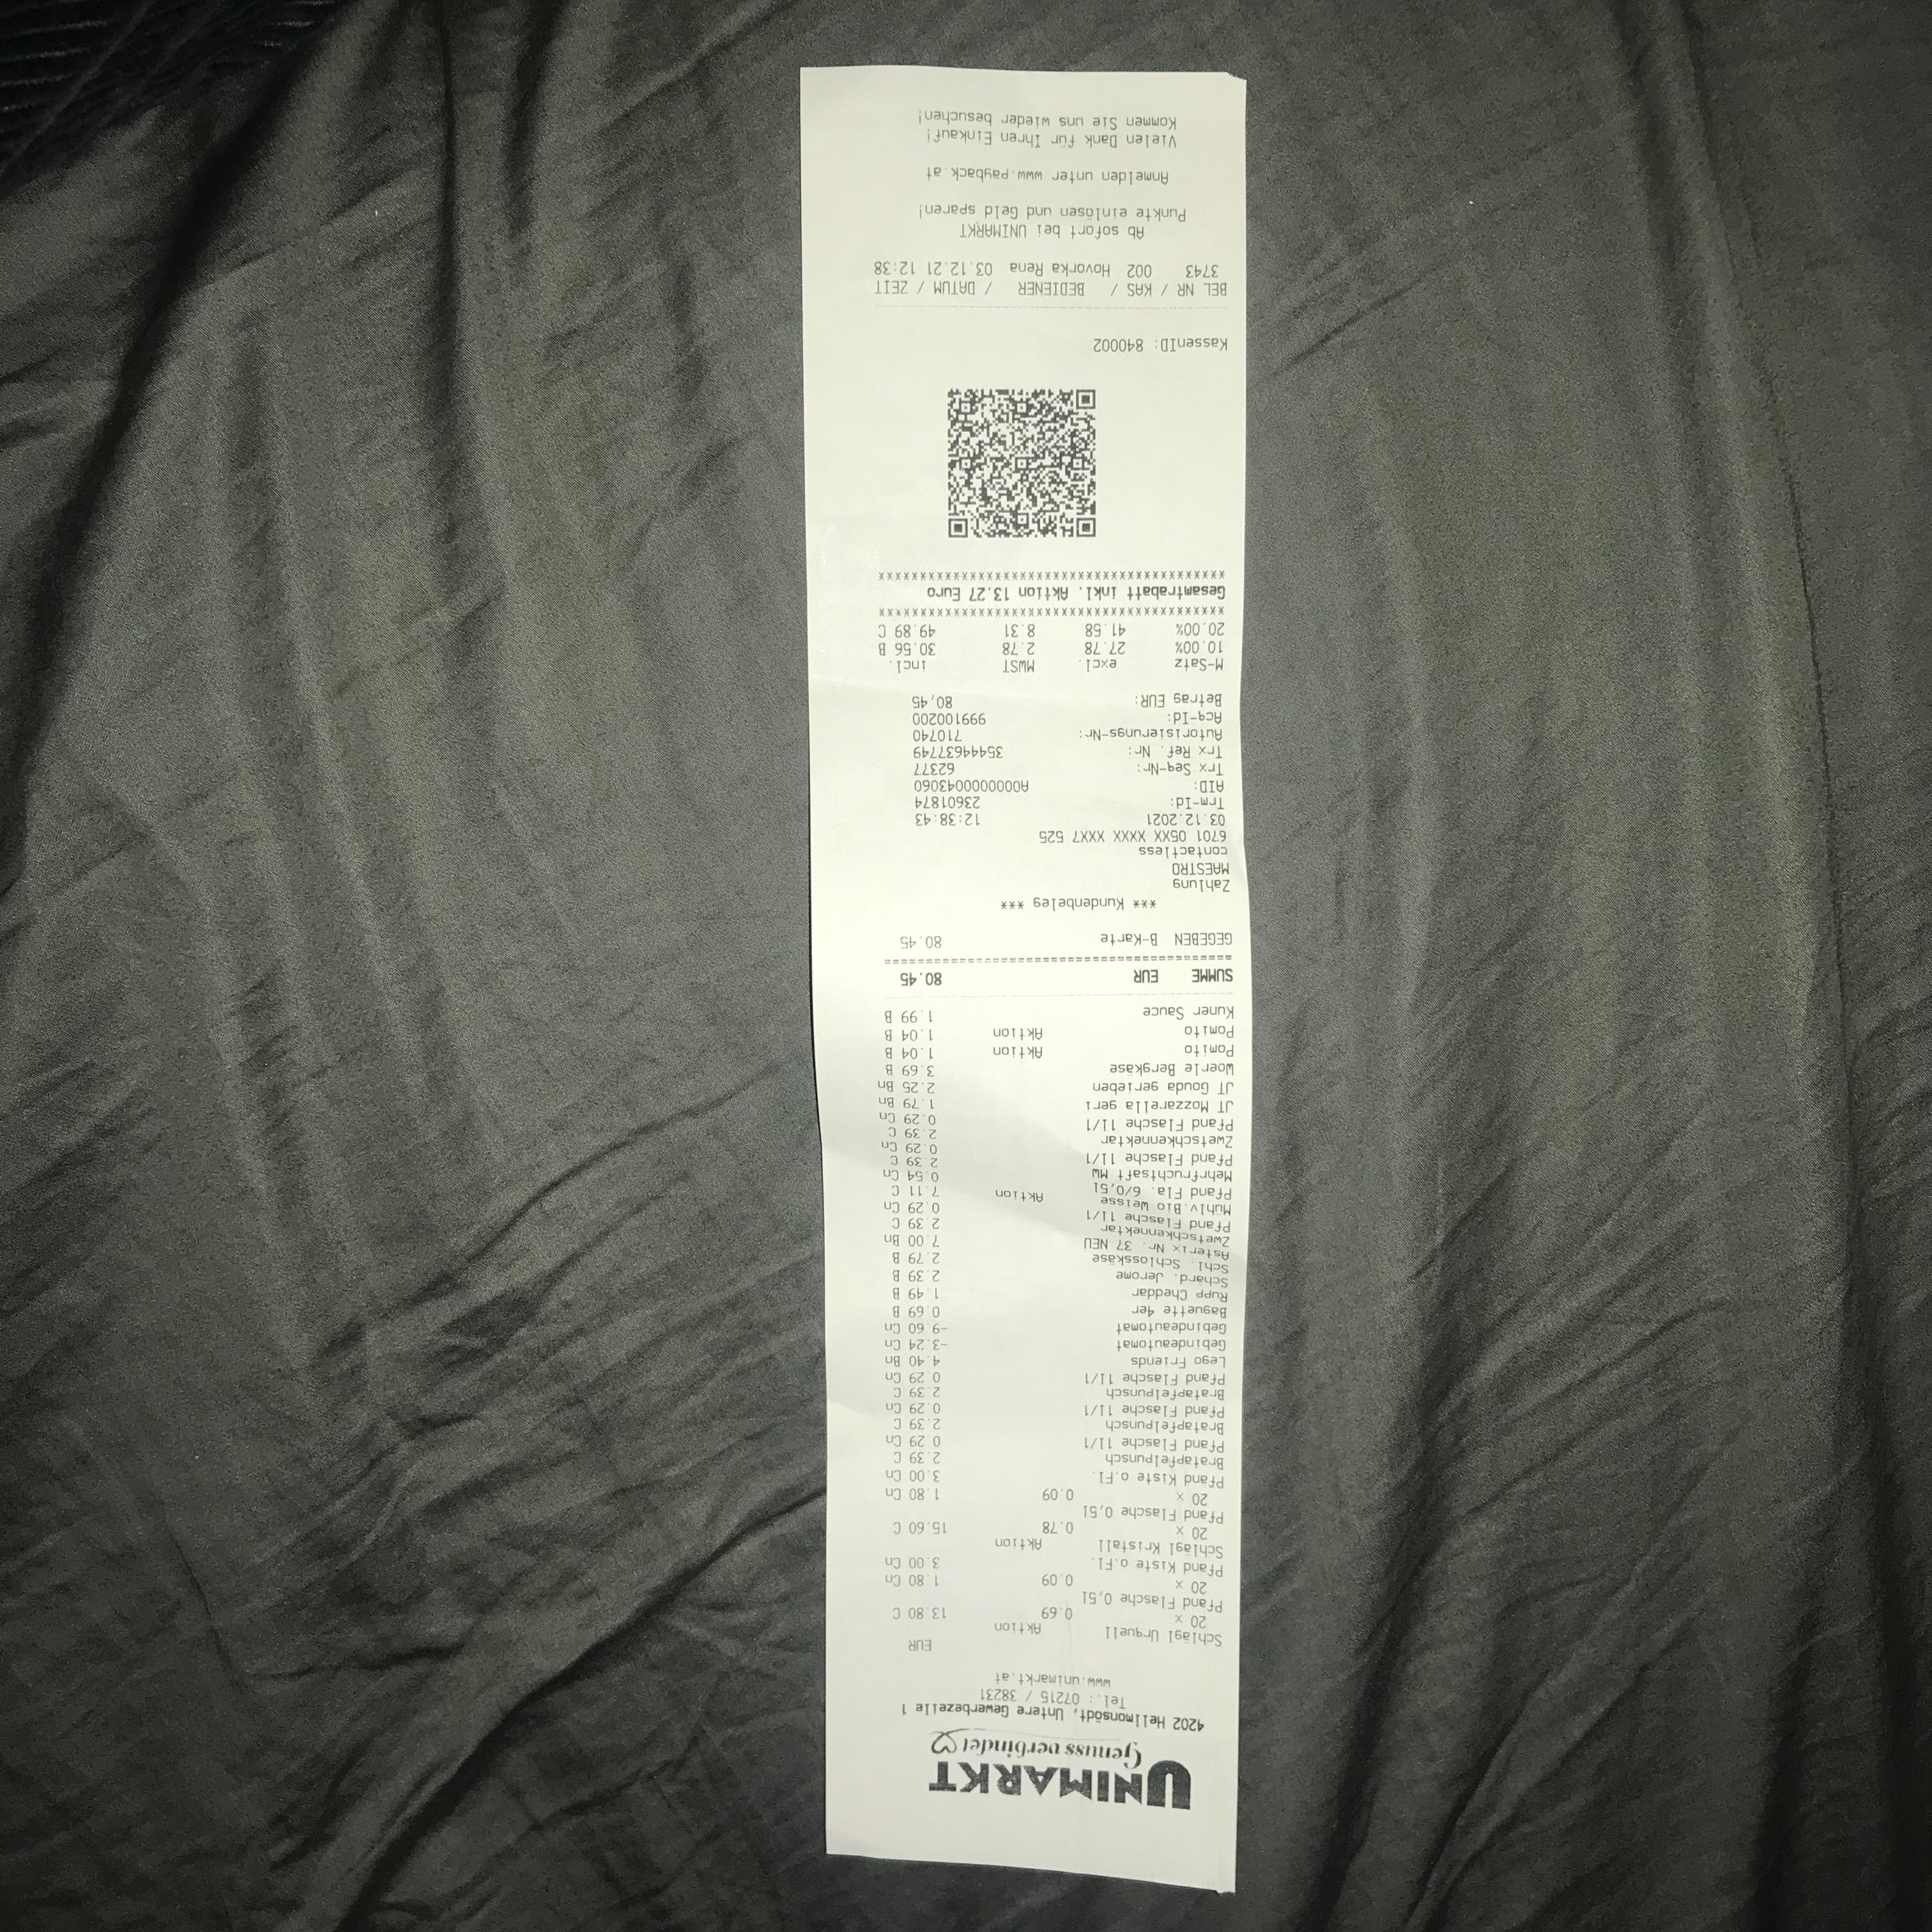 UNIMARKT
Genuss verbindet
4202 Hellmonsödt, Untere Gewerbezeile 1
Tel.: 07215 / 38231
www.unimarkt.at
EUR
Schlägl Urquell Aktion
20 x 0.69 13.80 C
Pfand Flasche 0,5l
20 x 0.09 1.80 Cn
Pfand Kiste o.Fl. 3.00 Cn
Schlägl Kristall Aktion
20 x 0.78 15.60 C
Pfand Flasche 0,5l
20 x 0.09 1.80 Cn
Pfand Kiste o.Fl. 3.00 Cn
Bratapfelpunsch 2.39 C
Pfand Flasche 1l/1 0.29 Cn
Bratapfelpunsch 2.39 C
Pfand Flasche 1l/1 0.29 Cn
Bratapfelpunsch 2.39 C
Pfand Flasche 1l/1 0.29 Cn
Lego Friends 4.40 Bn
Gebindeautomat -3.24 Cn
Gebindeautomat -9.60 Cn
Baguette 4er 0.69 B
Rupp Cheddar 1.49 B
Schard. Jerome 2.39 B
Schl. Schlosskäse 2.79 B
Asterix Nr. 37 NEU 7.00 Bn
Zwetschkennektar 2.39 C
Pfand Flasche 1l/1 0.29 Cn
Mühlv.Bio Weisse Aktion 7.11 C
Pfand Fla. 6/0,5l 0.54 Cn
Mehrfruchtsaft MW 2.39 C
Pfand Flasche 1l/1 0.29 Cn
Zwetschkennektar 2.39 C
Pfand Flasche 1l/1 0.29 Cn
JT Mozzarella geri 1.79 Bn
JT Gouda gerieben 2.25 Bn
Woerle Bergkäse 3.69 B
Pomito Aktion 1.04 B
Pomito Aktion 1.04 B
Kuner Sauce 1.99 B
SUMME EUR 80.45
GEGEBEN B-Karte 80.45
*** Kundenbeleg ***
Zahlung
MAESTRO
contactless
6701 05XX XXXX XXX7 525
03.12.2021 12:38:43
Trm-Id: 23601874
AID: A0000000043060
Trx Seq-Nr: 62377
Trx Ref. Nr: 35444637749
Autorisierungs-Nr: 710740
Acq-Id: 999100200
Betrag EUR: 80,45
M-Satz excl. MWST incl.
10.00% 27.78 2.78 30.56 B
20.00% 41.58 8.31 49.89 C
Gesamtrabatt inkl. Aktion 13.27 Euro
KassenID: 840002
BEL NR / KAS / BEDIENER / DATUM / ZEIT
3743 002 Hovorka Rena 03.12.21 12:38
Ab sofort bei UNIMARKT
Punkte einlösen und Geld sparen!
Anmelden unter www.payback.at
Vielen Dank für Ihren Einkauf!
Kommen Sie uns wieder besuchen!